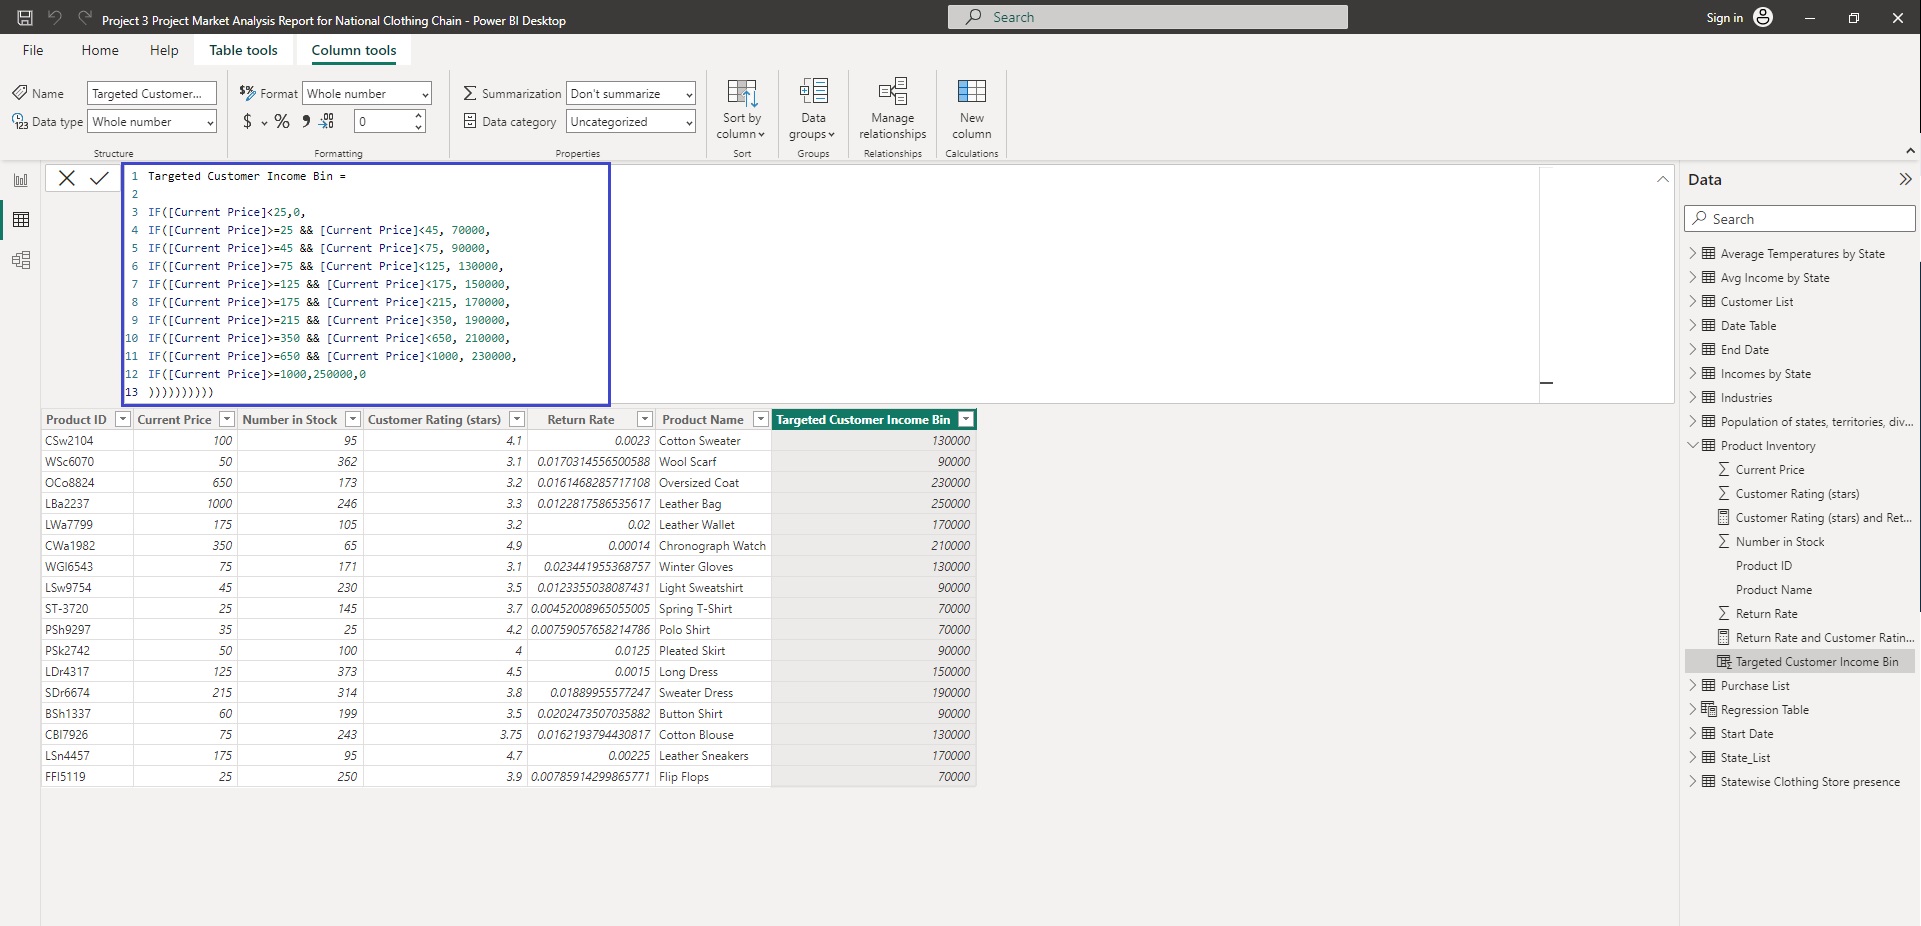 Project 3 Project Market Analysis Report for National Clothing Chain - Power BI Desktop
Search
Sign in
File Home Help Table tools Column tools
Name Targeted Customer...
Data type Whole number
Structure
Format Whole number
$ % 0
Formatting
Summarization Don't summarize
Data category Uncategorized
Properties
Sort by column
Sort
Data groups
Groups
Manage relationships
Relationships
New column
Calculations
1 Targeted Customer Income Bin =
2
3 IF([Current Price]<25,0,
4 IF([Current Price]>=25 && [Current Price]<45, 70000,
5 IF([Current Price]>=45 && [Current Price]<75, 90000,
6 IF([Current Price]>=75 && [Current Price]<125, 130000,
7 IF([Current Price]>=125 && [Current Price]<175, 150000,
8 IF([Current Price]>=175 && [Current Price]<215, 170000,
9 IF([Current Price]>=215 && [Current Price]<350, 190000,
10 IF([Current Price]>=350 && [Current Price]<650, 210000,
11 IF([Current Price]>=650 && [Current Price]<1000, 230000,
12 IF([Current Price]>=1000,250000,0
13 ))))))))))
Product ID Current Price Number in Stock Customer Rating (stars) Return Rate Product Name Targeted Customer Income Bin
CSw2104 100 95 4.1 0.0023 Cotton Sweater 130000
WSc6070 50 362 3.1 0.0170314556500588 Wool Scarf 90000
OCo8824 650 173 3.2 0.0161468285717108 Oversized Coat 230000
LBa2237 1000 246 3.3 0.0122817586535617 Leather Bag 250000
LWa7799 175 105 3.2 0.02 Leather Wallet 170000
CWa1982 350 65 4.9 0.00014 Chronograph Watch 210000
WGl6543 75 171 3.1 0.023441955368757 Winter Gloves 130000
LSw9754 45 230 3.5 0.0123355038087431 Light Sweatshirt 90000
ST-3720 25 145 3.7 0.00452008965055005 Spring T-Shirt 70000
PSh9297 35 25 4.2 0.00759057658214786 Polo Shirt 70000
PSk2742 50 100 4 0.0125 Pleated Skirt 90000
LDr4317 125 373 4.5 0.0015 Long Dress 150000
SDr6674 215 314 3.8 0.01889955577247 Sweater Dress 190000
BSh1337 60 199 3.5 0.0202473507035882 Button Shirt 90000
CBl7926 75 243 3.75 0.0162193794430817 Cotton Blouse 130000
LSn4457 175 95 4.7 0.00225 Leather Sneakers 170000
FFl5119 25 250 3.9 0.00785914299865771 Flip Flops 70000
Data
Search
Average Temperatures by State
Avg Income by State
Customer List
Date Table
End Date
Incomes by State
Industries
Population of states, territories, div...
Product Inventory
Current Price
Customer Rating (stars)
Customer Rating (stars) and Ret...
Number in Stock
Product ID
Product Name
Return Rate
Return Rate and Customer Ratin...
Targeted Customer Income Bin
Purchase List
Regression Table
Start Date
State_List
Statewise Clothing Store presence